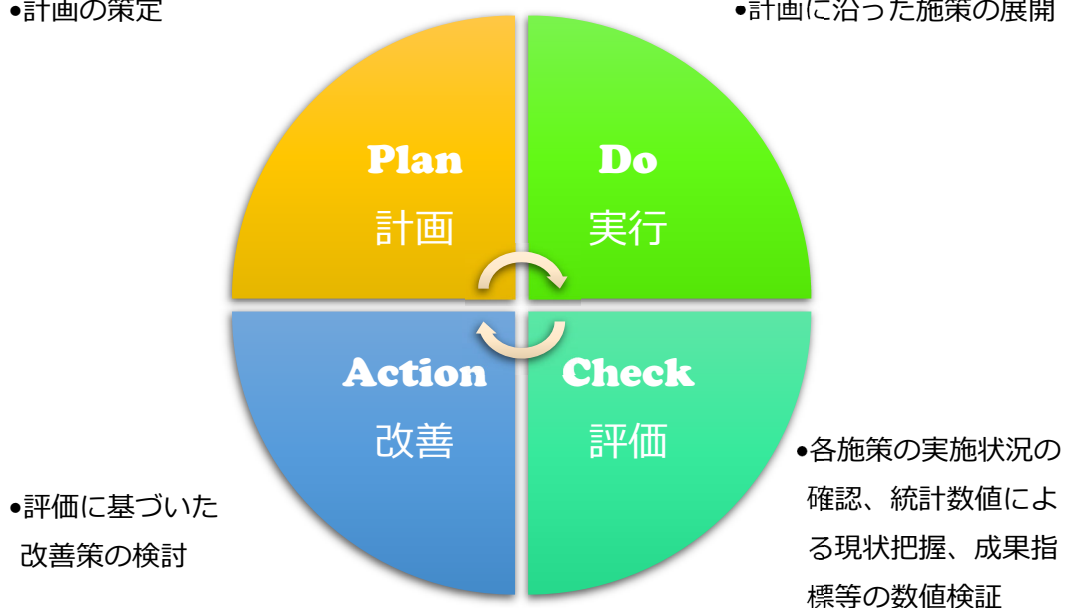 •計画の策定
•計画に沿った施策の展開
Plan
計画
Do
実行
Action
改善
Check
評価
•評価に基づいた
改善策の検討
•各施策の実施状況の
確認、統計数値によ
る現状把握、成果指
標等の数値検証